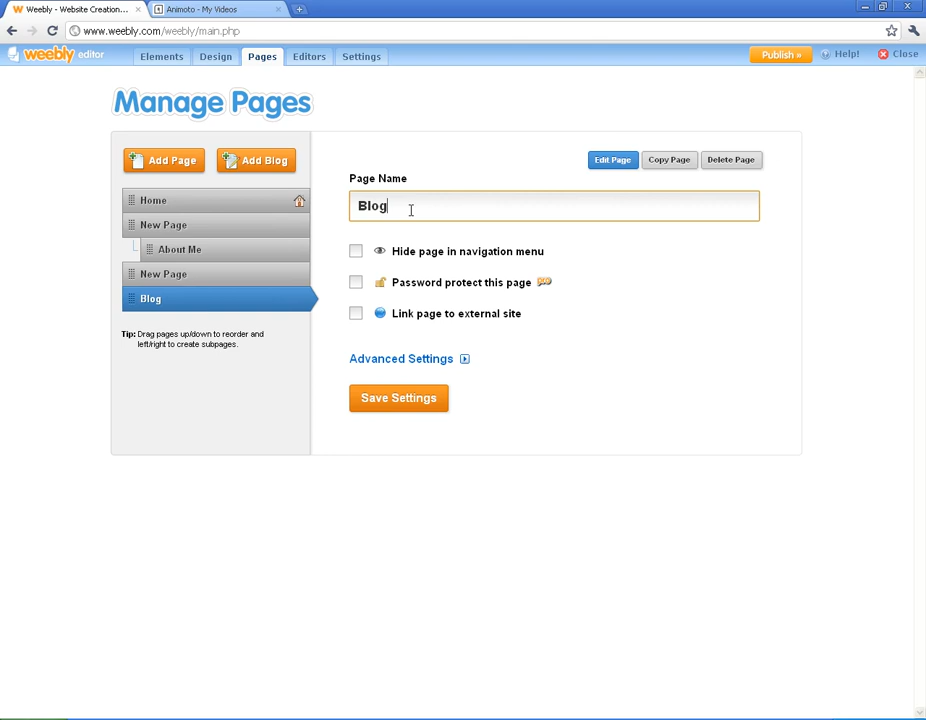 Weebly - Website Creation...
Animoto - My Videos
www.weebly.com/weebly/main.php
weebly editor
Elements
Design
Pages
Editors
Settings
Publish »
Help!
Close
Manage Pages
Add Page
Add Blog
Edit Page
Copy Page
Delete Page
Page Name
Home
Blog
New Page
About Me
Hide page in navigation menu
New Page
Password protect this page
Blog
Link page to external site
Tip: Drag pages up/down to reorder and
left/right to create subpages.
Advanced Settings
Save Settings